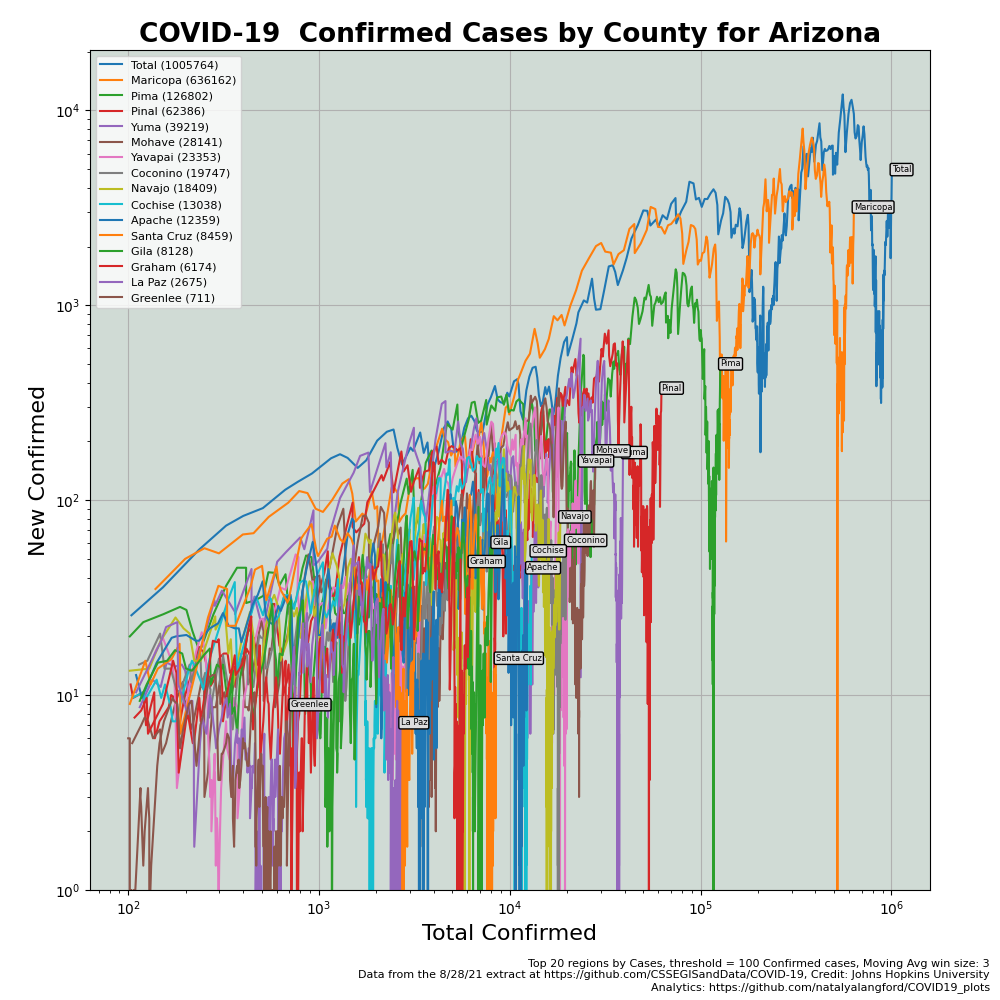 COVID-19  Confirmed Cases by County for Arizona
Total (1005764)
Maricopa (636162)
Pima (126802)
Pinal (62386)
Yuma (39219)
Mohave (28141)
Yavapai (23353)
Coconino (19747)
Navajo (18409)
Cochise (13038)
Apache (12359)
Santa Cruz (8459)
Gila (8128)
Graham (6174)
La Paz (2675)
Greenlee (711)
New Confirmed
10⁴
10³
10²
10¹
10⁰
Total
Maricopa
Pima
Pinal
Mohave
Yavapai
Navajo
Coconino
Gila
Cochise
Graham
Apache
Santa Cruz
Greenlee
La Paz
10² 10³ 10⁴ 10⁵ 10⁶
Total Confirmed
Top 20 regions by Cases, threshold = 100 Confirmed cases, Moving Avg win size: 3
Data from the 8/28/21 extract at https://github.com/CSSEGISandData/COVID-19, Credit: Johns Hopkins University
Analytics: https://github.com/natalyalangford/COVID19_plots